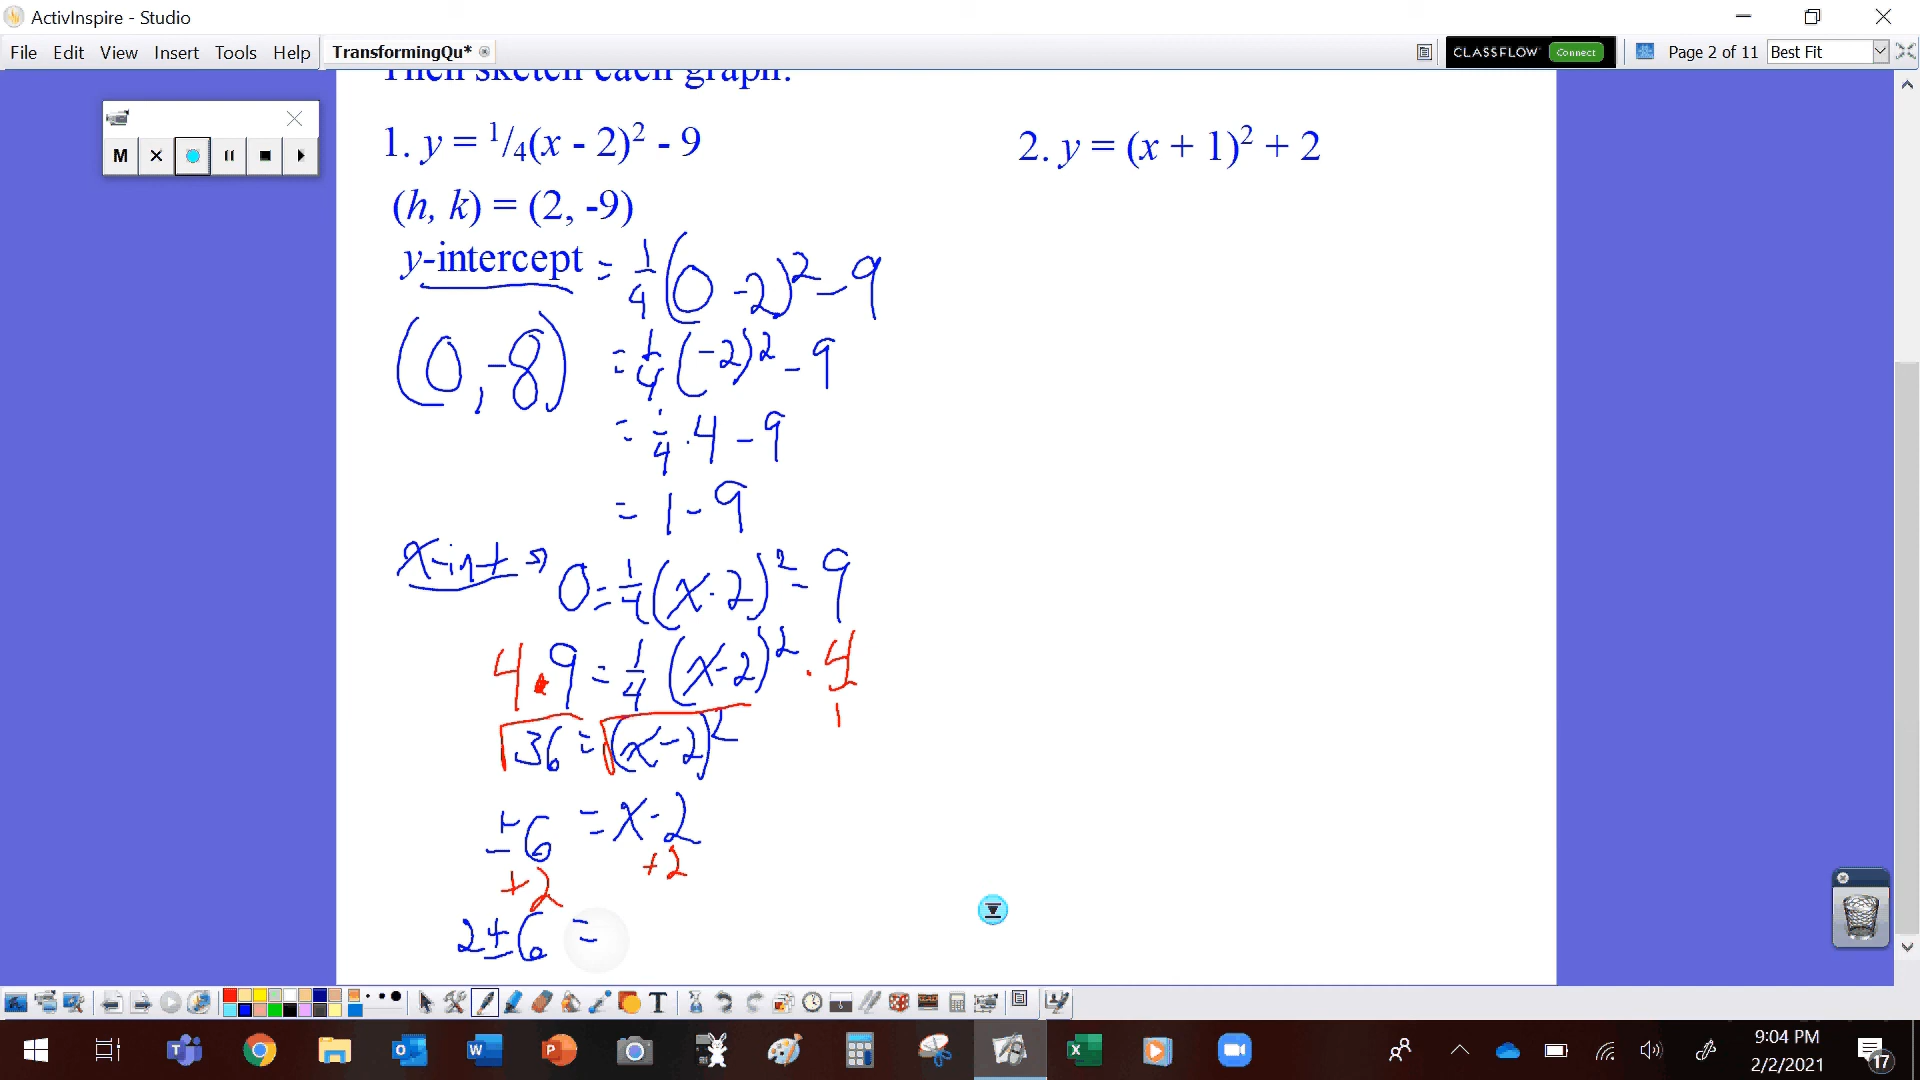 ActivInspire - Studio
File Edit View Insert Tools Help TransformingQu*
CLASSFLOW Connect Page 2 of 11 Best Fit
Then sketch each graph.
M
1. y = ¹/₄(x - 2)² - 9
2. y = (x + 1)² + 2
(h, k) = (2, -9)
y-intercept = 1/4 (0 - 2)² - 9
(0, -8) = 1/4 (-2)² - 9
= 1/4 · 4 - 9
= 1 - 9
x-int → 0 = 1/4 (x - 2)² - 9
4 · 9 = 1/4 (x - 2)² · 4
1
√36 = √(x - 2)²
± 6 = x - 2
+2 +2
2 ± 6 =
T
9:04 PM
2/2/2021
17